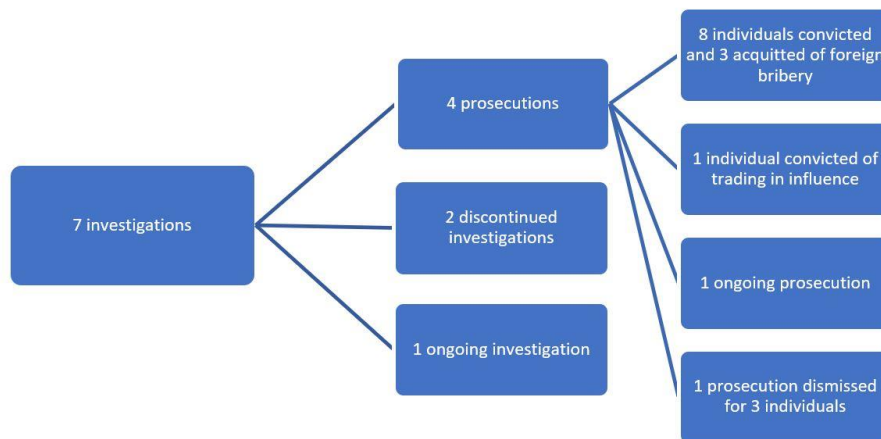 7 investigations
4 prosecutions
2 discontinued
investigations
1 ongoing investigation
8 individuals convicted
and 3 acquitted of foreign
bribery
1 individual convicted of
trading in influence
1 ongoing prosecution
1 prosecution dismissed
for 3 individuals